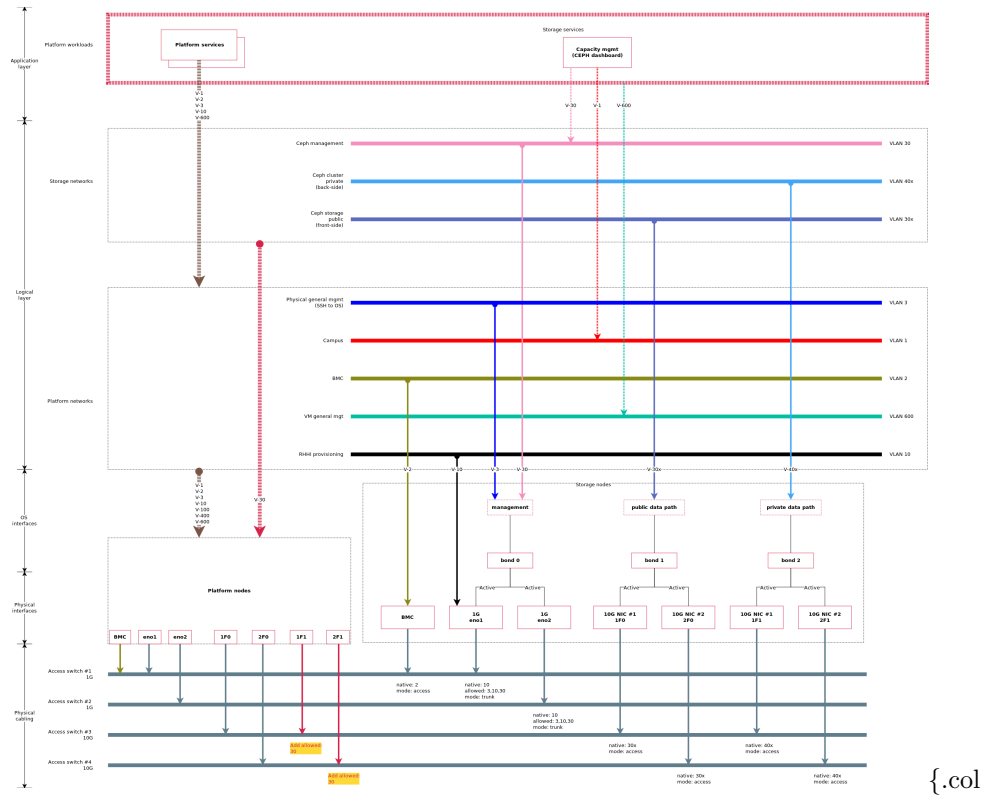 Storage services
Platform workloads
Platform services
Capacity mgmt
(CEPH dashboard)
Application
layer
V-1
V-2
V-3
V-10
V-600
V-30
V-1
V-600
Ceph management
VLAN 30
Storage networks
Ceph cluster
private
(back-side)
VLAN 40x
Ceph storage
public
(front-side)
VLAN 30x
Logical
layer
Physical general mgmt
(SSH to OS)
VLAN 3
Campus
VLAN 1
BMC
VLAN 2
Platform networks
VM general mgt
VLAN 600
RHHI provisioning
VLAN 10
V-2
V-10
V-3
V-30
V-30x
V-40x
V-1
V-2
V-3
V-10
V-100
V-400
V-600
V-30
Storage nodes
OS
interfaces
management
public data path
private data path
bond 0
bond 1
bond 2
Active
Active
Active
Active
Active
Active
Platform nodes
Physical
interfaces
BMC
1G
eno1
1G
eno2
10G NIC #1
1F0
10G NIC #2
2F0
10G NIC #1
1F1
10G NIC #2
2F1
BMC
eno1
eno2
1F0
2F0
1F1
2F1
Access switch #1
1G
native: 2
mode: access
native: 10
allowed: 3,10,30
mode: trunk
Access switch #2
1G
native: 10
allowed: 3,10,30
mode: trunk
Physical
cabling
Access switch #3
10G
Add allowed
30
native: 30x
mode: access
native: 40x
mode: access
Access switch #4
10G
Add allowed
30
native: 30x
mode: access
native: 40x
mode: access
{.col